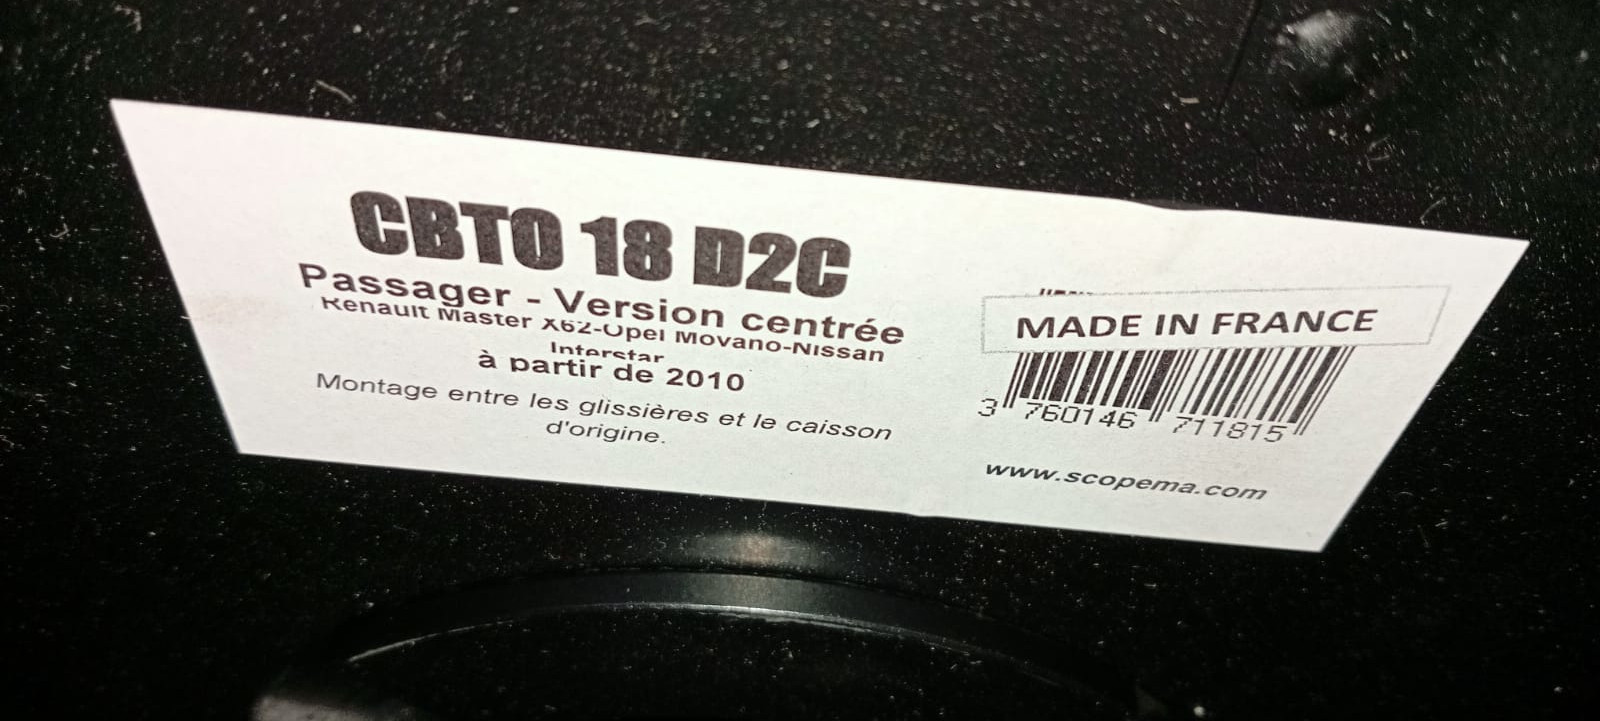 CBTO 18 D2C
Passager - Version centrée
Renault Master X62-Opel Movano-Nissan
Interstar
à partir de 2010
Montage entre les glissières et le caisson
d'origine.
MADE IN FRANCE
3 760146 711815
www.scopema.com